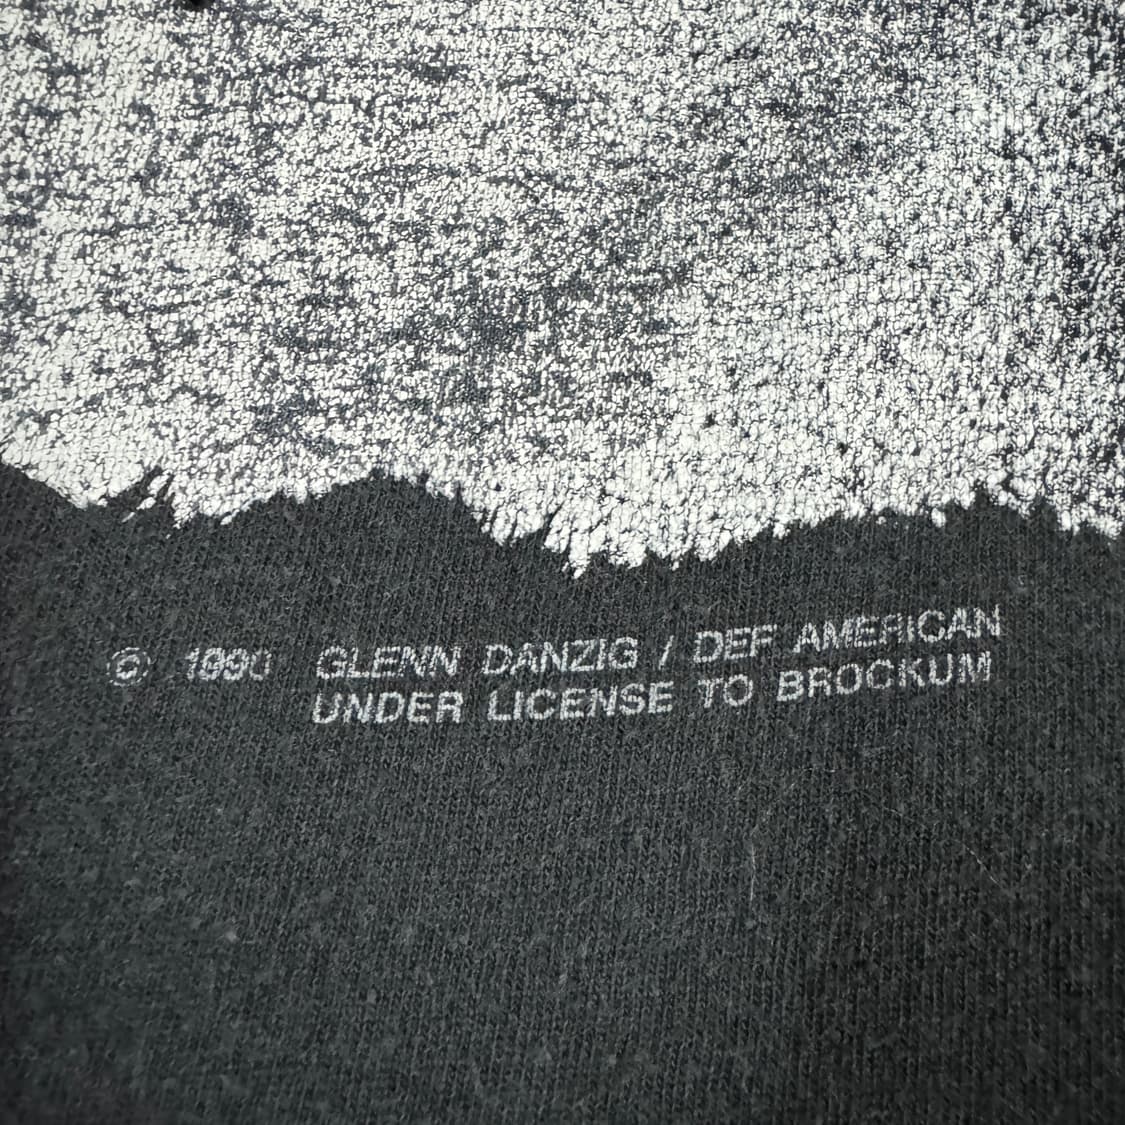 © 1990 GLENN DANZIG / DEF AMERICAN
UNDER LICENSE TO BROCKUM